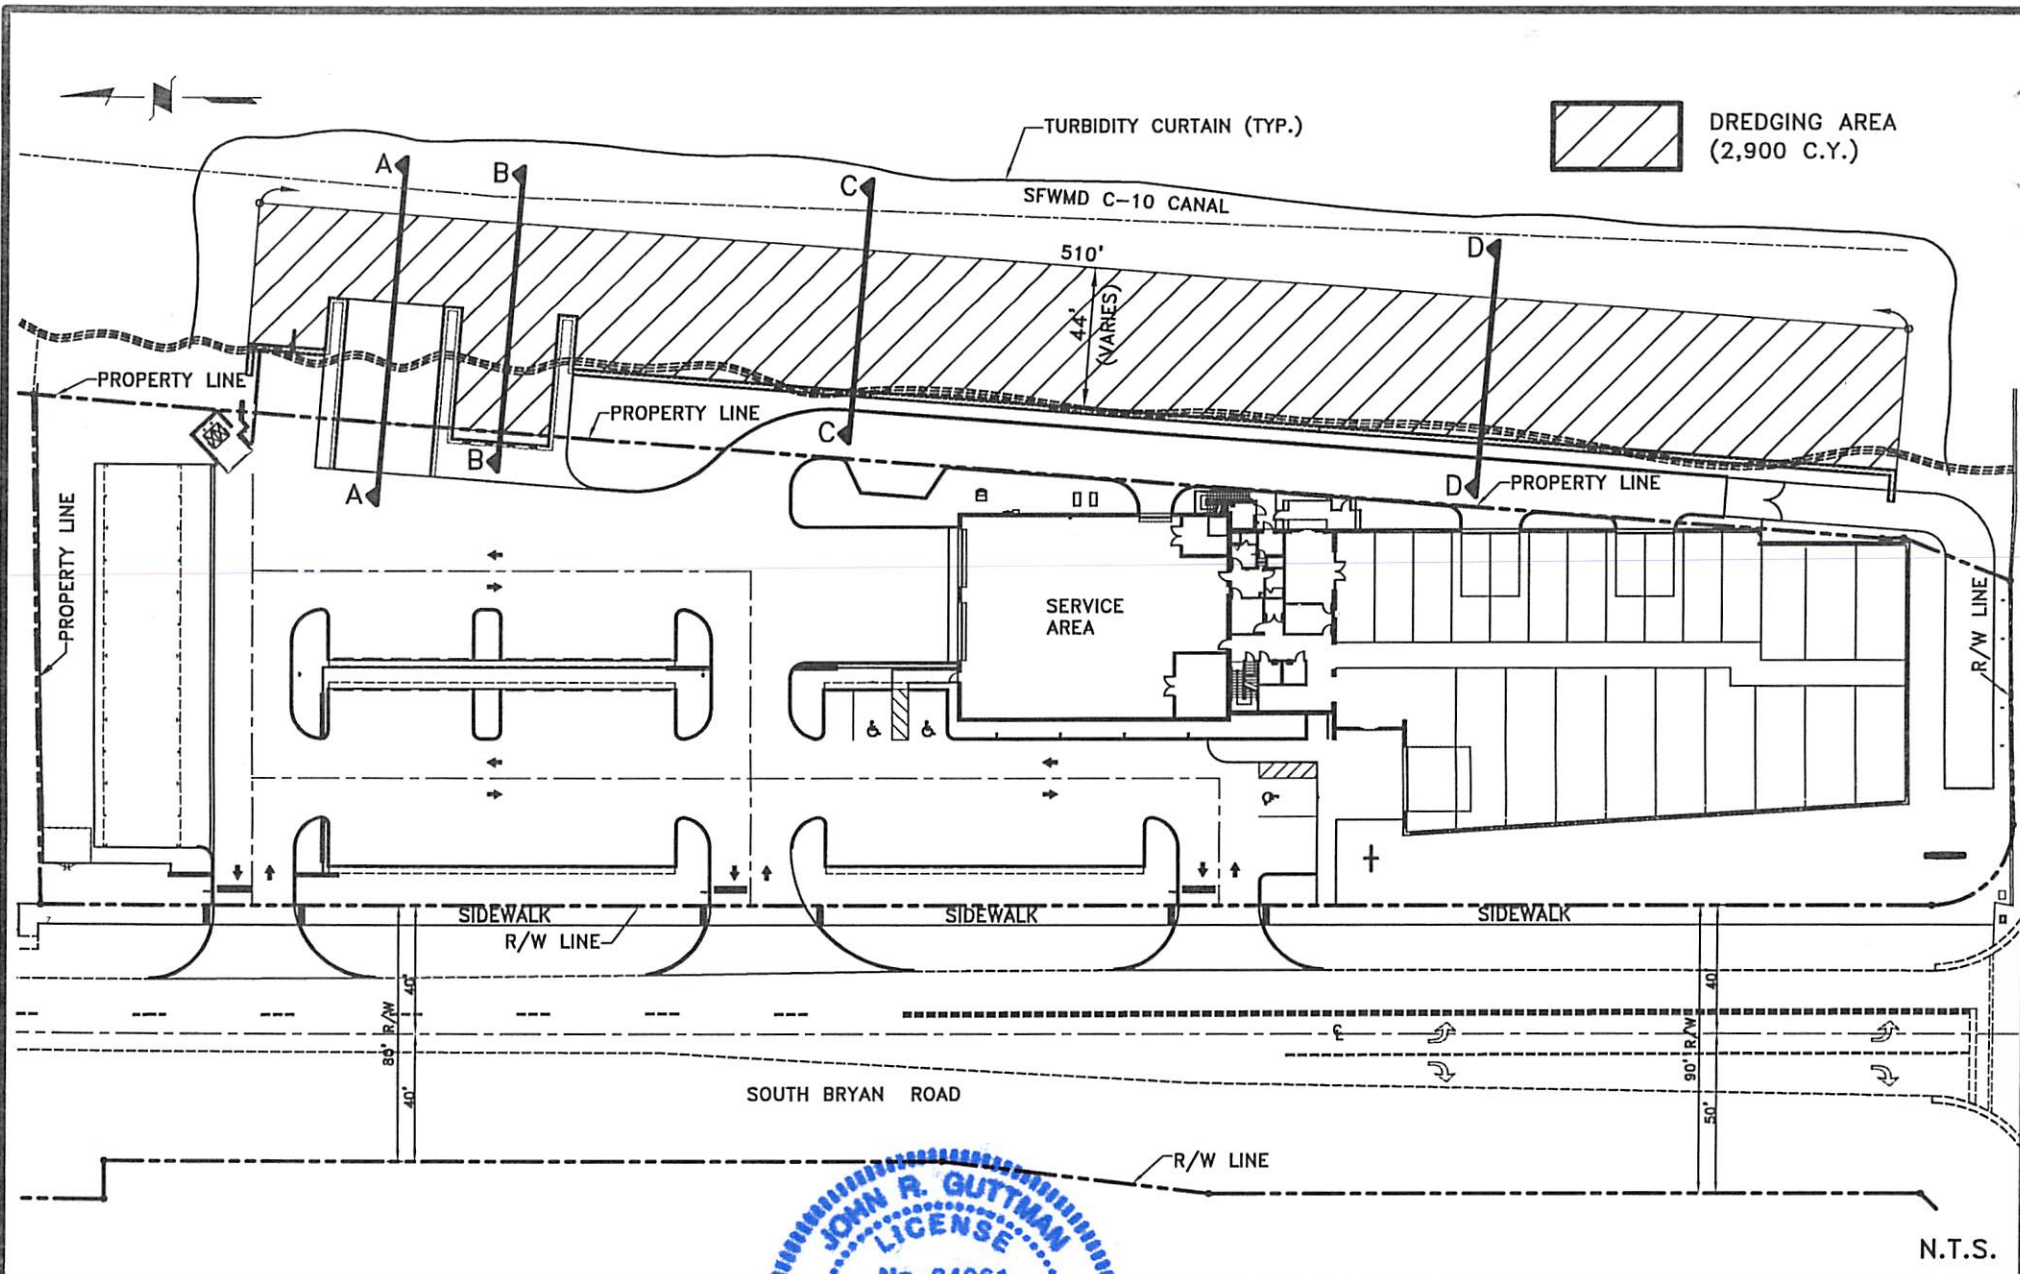 N
TURBIDITY CURTAIN (TYP.)
DREDGING AREA
(2,900 C.Y.)
A
B
C
SFWMD C-10 CANAL
D
510'
44'
(VARIES)
PROPERTY LINE
PROPERTY LINE
C
B
A
D
PROPERTY LINE
PROPERTY LINE
SERVICE
AREA
R/W LINE
SIDEWALK
SIDEWALK
SIDEWALK
R/W LINE
40'
80' R/W
40'
40'
90' R/W
50'
℄
SOUTH BRYAN ROAD
R/W LINE
JOHN R. GUTTMAN
LICENSE
N.T.S.